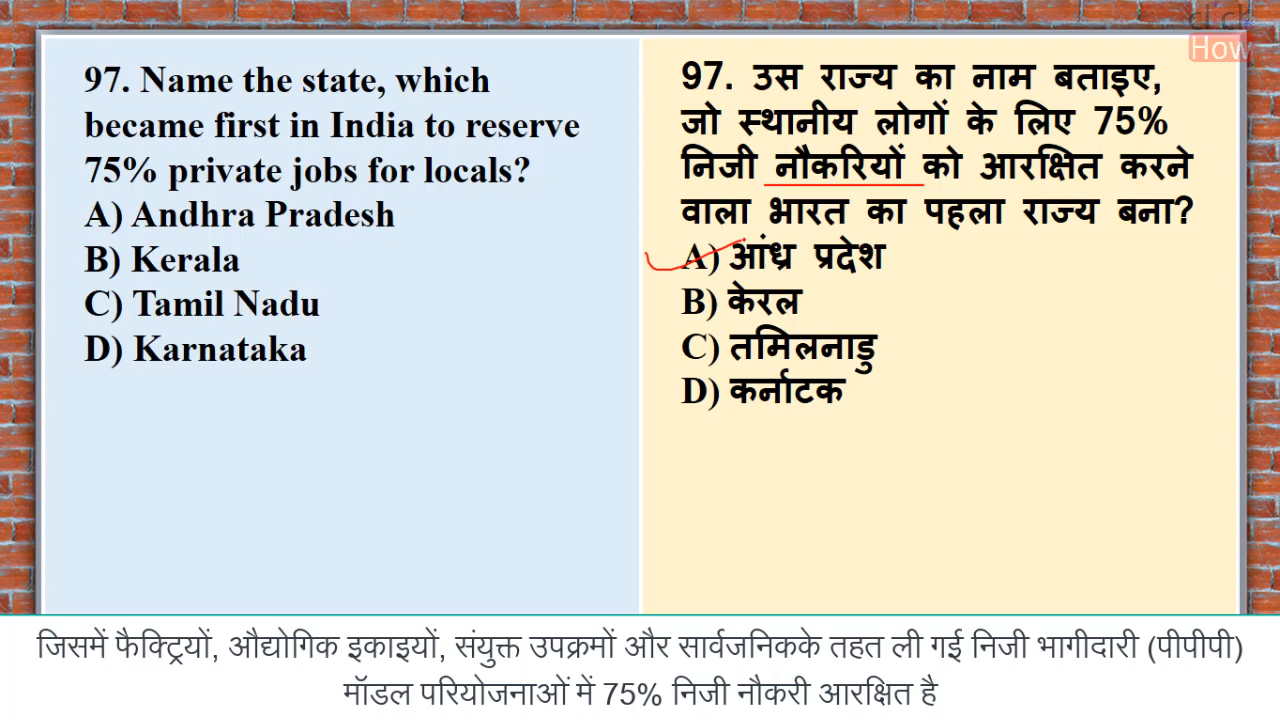 click
How
97. Name the state, which
became first in India to reserve
75% private jobs for locals?
A) Andhra Pradesh
B) Kerala
C) Tamil Nadu
D) Karnataka
97. उस राज्य का नाम बताइए,
जो स्थानीय लोगों के लिए 75%
निजी नौकरियों को आरक्षित करने
वाला भारत का पहला राज्य बना?
A) आंध्र प्रदेश
B) केरल
C) तमिलनाडु
D) कर्नाटक
जिसमें फैक्ट्रियों, औद्योगिक इकाइयों, संयुक्त उपक्रमों और सार्वजनिकके तहत ली गई निजी भागीदारी (पीपीपी)
मॉडल परियोजनाओं में 75% निजी नौकरी आरक्षित है